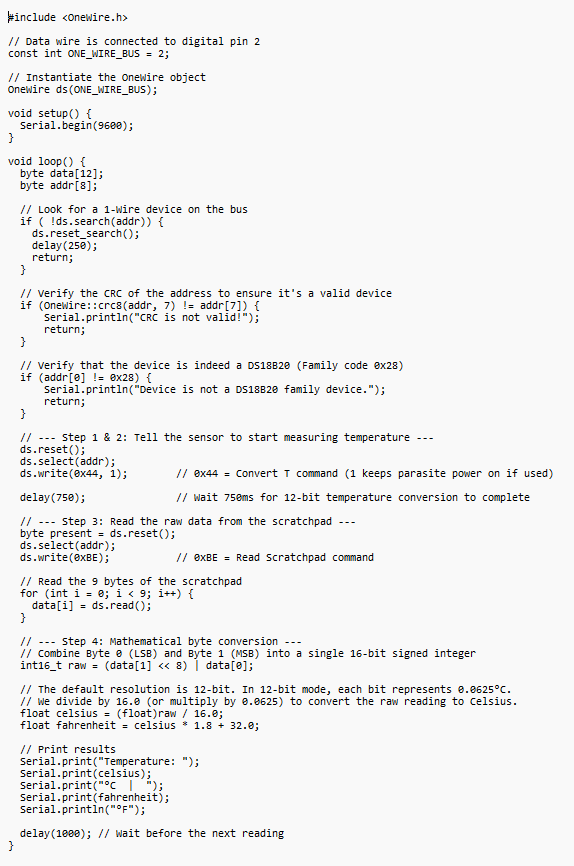 #include <OneWire.h>

// Data wire is connected to digital pin 2
const int ONE_WIRE_BUS = 2;

// Instantiate the OneWire object
OneWire ds(ONE_WIRE_BUS);

void setup() {
  Serial.begin(9600);
}

void loop() {
  byte data[12];
  byte addr[8];

  // Look for a 1-Wire device on the bus
  if ( !ds.search(addr)) {
    ds.reset_search();
    delay(250);
    return;
  }

  // Verify the CRC of the address to ensure it's a valid device
  if (OneWire::crc8(addr, 7) != addr[7]) {
      Serial.println("CRC is not valid!");
      return;
  }

  // Verify that the device is indeed a DS18B20 (Family code 0x28)
  if (addr[0] != 0x28) {
      Serial.println("Device is not a DS18B20 family device.");
      return;
  }

  // --- Step 1 & 2: Tell the sensor to start measuring temperature ---
  ds.reset();
  ds.select(addr);
  ds.write(0x44, 1);        // 0x44 = Convert T command (1 keeps parasite power on if used)

  delay(750);               // Wait 750ms for 12-bit temperature conversion to complete

  // --- Step 3: Read the raw data from the scratchpad ---
  byte present = ds.reset();
  ds.select(addr);
  ds.write(0xBE);           // 0xBE = Read Scratchpad command

  // Read the 9 bytes of the scratchpad
  for (int i = 0; i < 9; i++) {
    data[i] = ds.read();
  }

  // --- Step 4: Mathematical byte conversion ---
  // Combine Byte 0 (LSB) and Byte 1 (MSB) into a single 16-bit signed integer
  int16_t raw = (data[1] << 8) | data[0];

  // The default resolution is 12-bit. In 12-bit mode, each bit represents 0.0625°C.
  // We divide by 16.0 (or multiply by 0.0625) to convert the raw reading to Celsius.
  float celsius = (float)raw / 16.0;
  float fahrenheit = celsius * 1.8 + 32.0;

  // Print results
  Serial.print("Temperature: ");
  Serial.print(celsius);
  Serial.print("°C  |  ");
  Serial.print(fahrenheit);
  Serial.println("°F");

  delay(1000); // Wait before the next reading
}